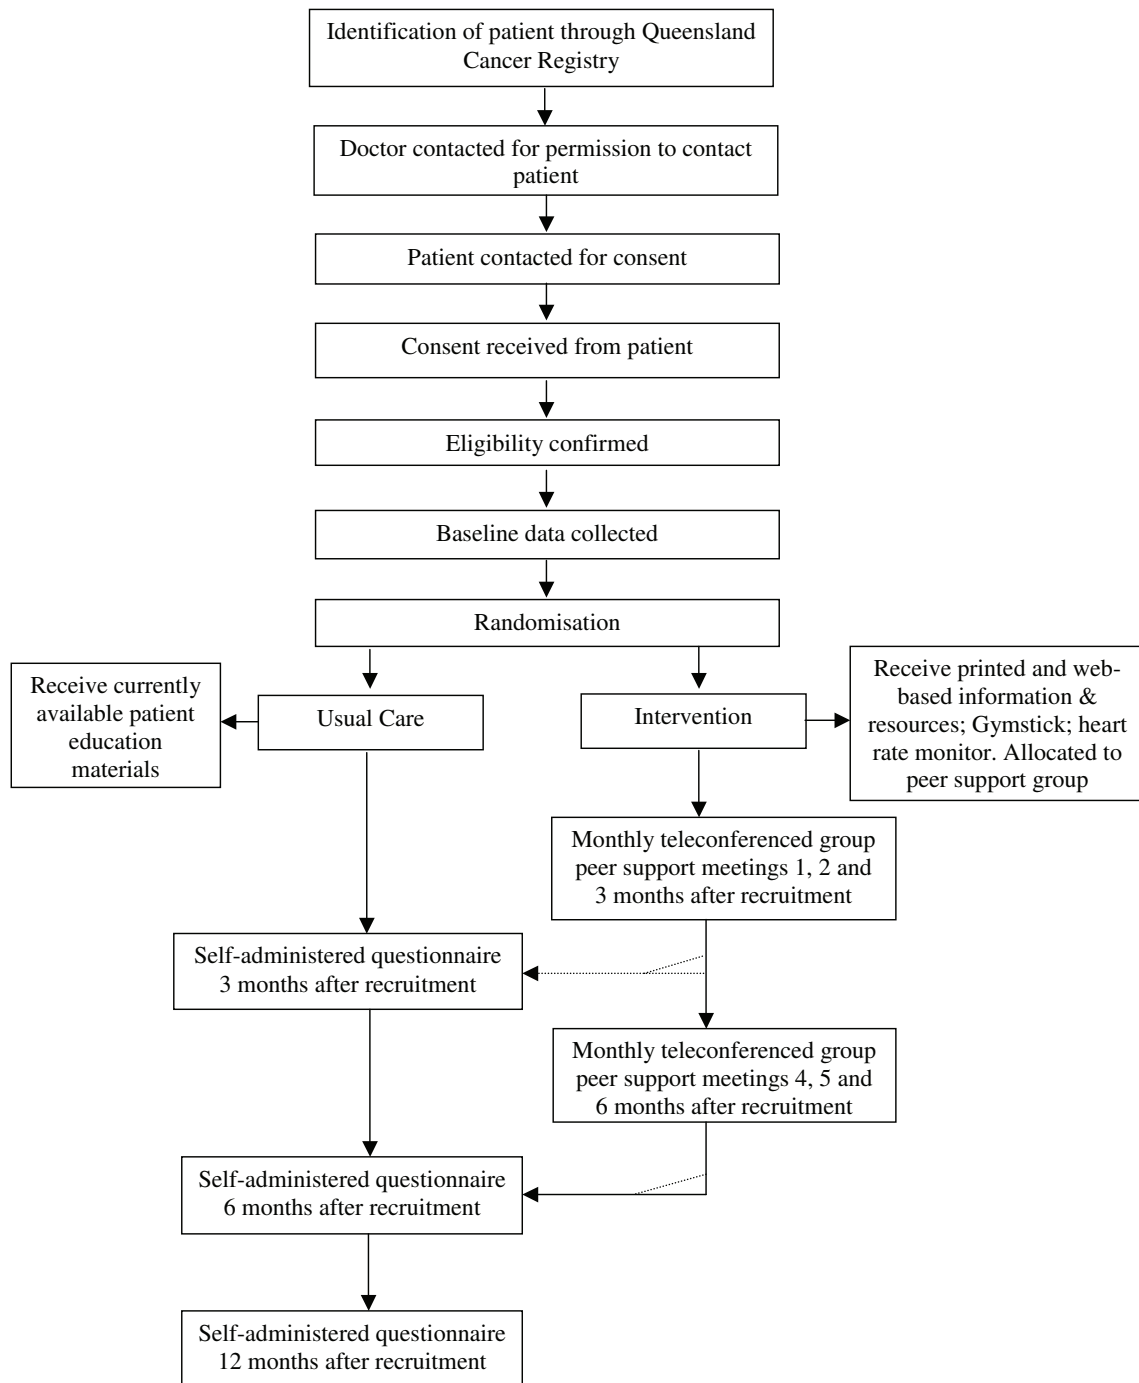 Identification of patient through Queensland
Cancer Registry
Doctor contacted for permission to contact
patient
Patient contacted for consent
Consent received from patient
Eligibility confirmed
Baseline data collected
Randomisation
Receive currently
available patient
education
materials
Usual Care
Intervention
Receive printed and web-
based information &
resources; Gymstick; heart
rate monitor. Allocated to
peer support group
Monthly teleconferenced group
peer support meetings 1, 2 and
3 months after recruitment
Self-administered questionnaire
3 months after recruitment
Monthly teleconferenced group
peer support meetings 4, 5 and
6 months after recruitment
Self-administered questionnaire
6 months after recruitment
Self-administered questionnaire
12 months after recruitment